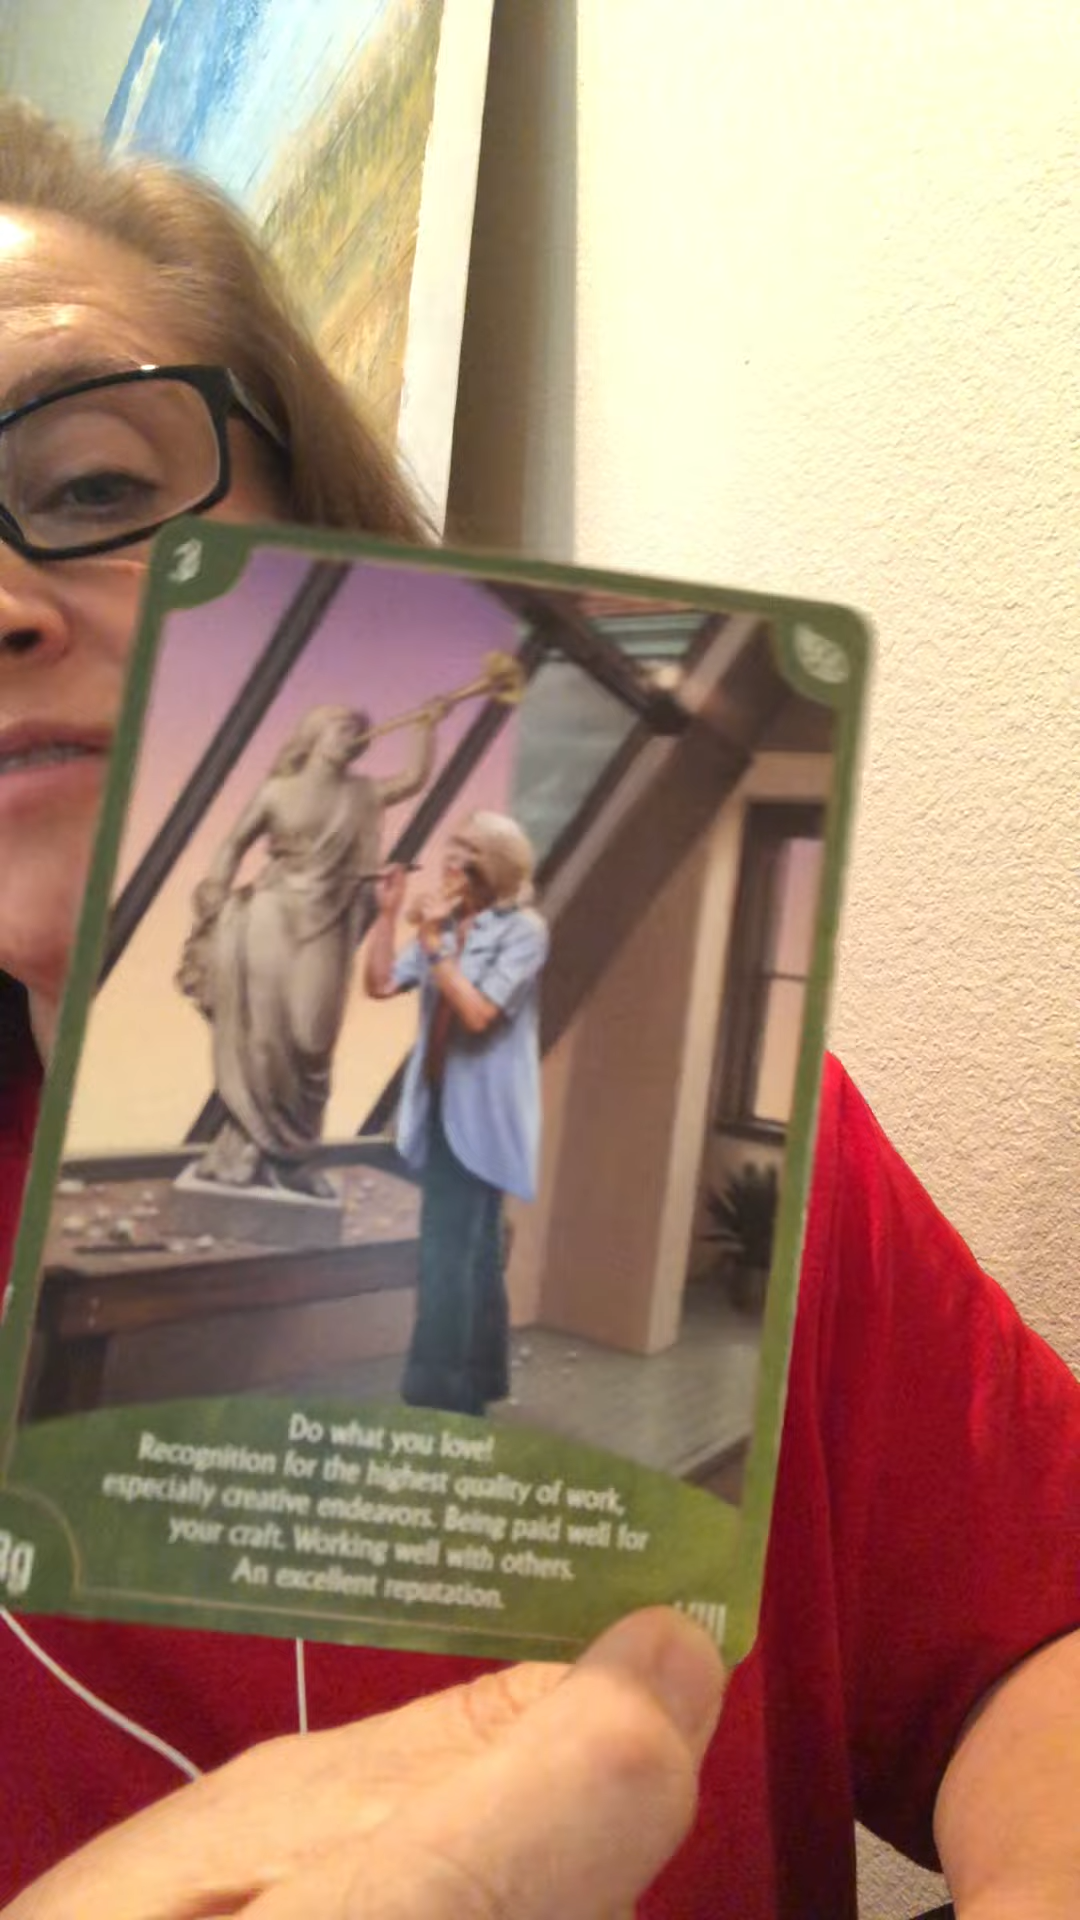 3
Do what you love!
Recognition for the highest quality of work,
especially creative endeavors. Being paid well for
your craft. Working well with others.
An excellent reputation.